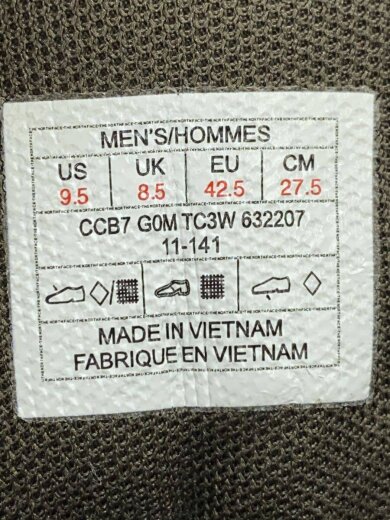 MEN'S/HOMMES
US UK EU CM
9.5 8.5 42.5 27.5
CCB7 G0M TC3W 632207
11-141
MADE IN VIETNAM
FABRIQUE EN VIETNAM